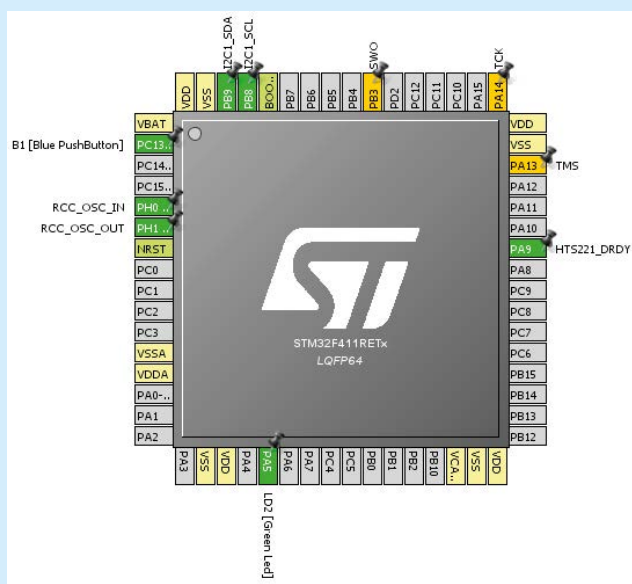 I2C1_SDA
I2C1_SCL
SWO
TCK
VDD
VSS
PB9
PB8
BOO..
PB7
PB6
PB5
PB4
PB3
PD2
PC12
PC11
PC10
PA15
PA14
VBAT
B1 [Blue PushButton] PC13..
PC14..
PC15..
RCC_OSC_IN PH0 ..
RCC_OSC_OUT PH1 ..
NRST
PC0
PC1
PC2
PC3
VSSA
VDDA
PA0-..
PA1
PA2
STM32F411RETx
LQFP64
VDD
VSS
PA13 TMS
PA12
PA11
PA10
PA9 HTS221_DRDY
PA8
PC9
PC8
PC7
PC6
PB15
PB14
PB13
PB12
PA3
VSS
VDD
PA4
PA5
PA6
PA7
PC4
PC5
PB0
PB1
PB2
PB10
VCA..
VSS
VDD
LD2 [Green Led]